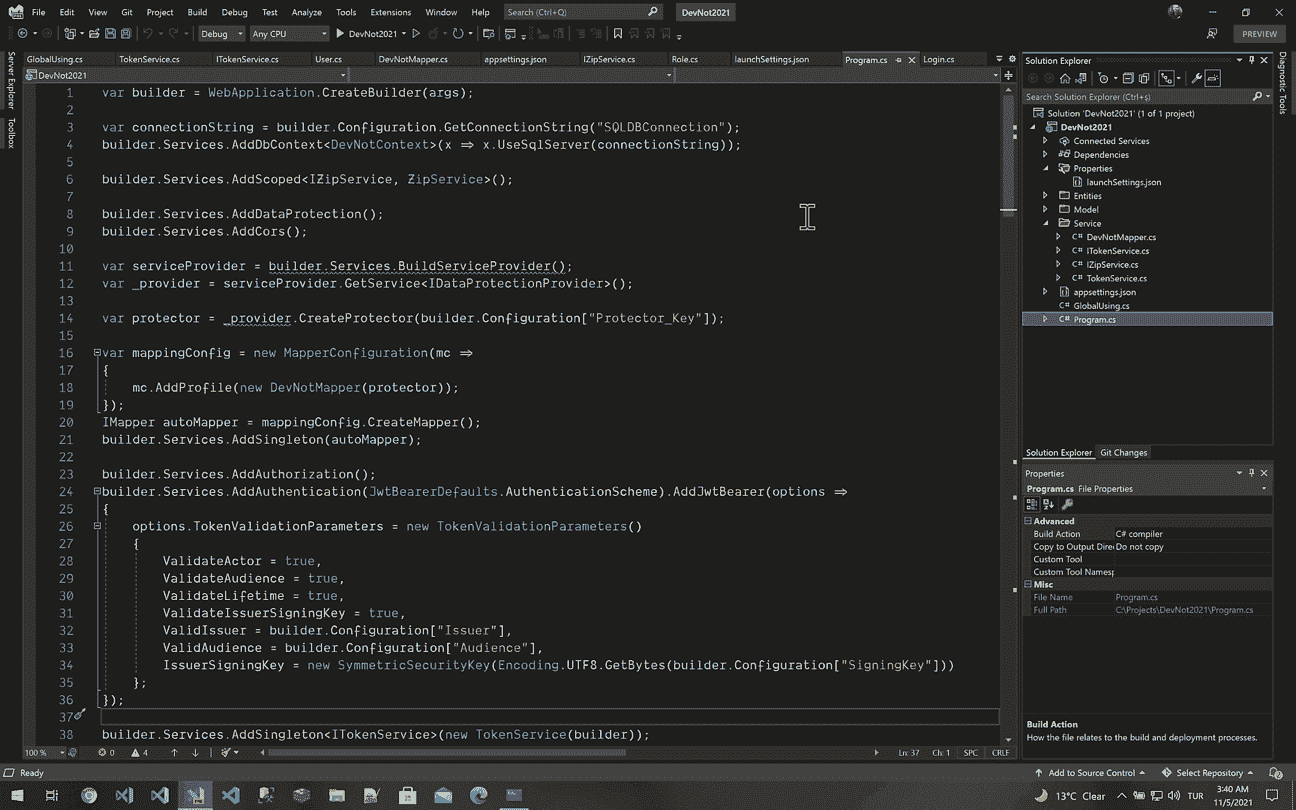 File Edit View Git Project Build Debug Test Analyze Tools Extensions Window Help Search (Ctrl+Q) DevNot2021
Debug Any CPU DevNot2021 PREVIEW
GlobalUsing.cs TokenService.cs ITokenService.cs User.cs DevNotMapper.cs appsettings.json IZipService.cs Role.cs launchSettings.json Program.cs Login.cs
DevNot2021
Server Explorer
Toolbox
1 var builder = WebApplication.CreateBuilder(args);
2
3 var connectionString = builder.Configuration.GetConnectionString("SQLDBConnection");
4 builder.Services.AddDbContext<DevNotContext>(x => x.UseSqlServer(connectionString));
5
6 builder.Services.AddScoped<IZipService, ZipService>();
7
8 builder.Services.AddDataProtection();
9 builder.Services.AddCors();
10
11 var serviceProvider = builder.Services.BuildServiceProvider();
12 var _provider = serviceProvider.GetService<IDataProtectionProvider>();
13
14 var protector = _provider.CreateProtector(builder.Configuration["Protector_Key"]);
15
16 var mappingConfig = new MapperConfiguration(mc =>
17 {
18 mc.AddProfile(new DevNotMapper(protector));
19 });
20 IMapper autoMapper = mappingConfig.CreateMapper();
21 builder.Services.AddSingleton(autoMapper);
22
23 builder.Services.AddAuthorization();
24 builder.Services.AddAuthentication(JwtBearerDefaults.AuthenticationScheme).AddJwtBearer(options =>
25 {
26 options.TokenValidationParameters = new TokenValidationParameters()
27 {
28 ValidateActor = true,
29 ValidateAudience = true,
30 ValidateLifetime = true,
31 ValidateIssuerSigningKey = true,
32 ValidIssuer = builder.Configuration["Issuer"],
33 ValidAudience = builder.Configuration["Audience"],
34 IssuerSigningKey = new SymmetricSecurityKey(Encoding.UTF8.GetBytes(builder.Configuration["SigningKey"]))
35 };
36 });
37
38 builder.Services.AddSingleton<ITokenService>(new TokenService(builder));
100 % 0 4 Ln: 37 Ch: 1 SPC CRLF
Solution Explorer
Search Solution Explorer (Ctrl+ş)
Solution 'DevNot2021' (1 of 1 project)
DevNot2021
Connected Services
Dependencies
Properties
launchSettings.json
Entities
Model
Service
DevNotMapper.cs
ITokenService.cs
IZipService.cs
TokenService.cs
appsettings.json
GlobalUsing.cs
Program.cs
Solution Explorer Git Changes
Diagnostic Tools
Properties
Program.cs File Properties
Advanced
Build Action C# compiler
Copy to Output Direc Do not copy
Custom Tool
Custom Tool Namesp
Misc
File Name Program.cs
Full Path C:\Projects\DevNot2021\Program.cs
Build Action
How the file relates to the build and deployment processes.
Ready Add to Source Control Select Repository
13°C Clear TUR 3:40 AM
11/5/2021